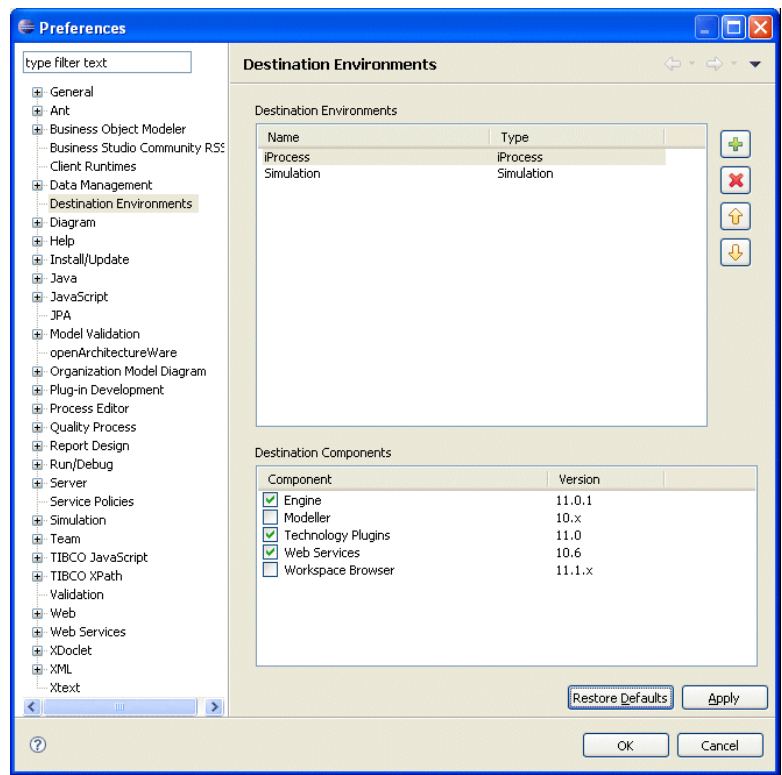 Preferences
type filter text
General
Ant
Business Object Modeler
Business Studio Community RSS
Client Runtimes
Data Management
Destination Environments
Diagram
Help
Install/Update
Java
JavaScript
JPA
Model Validation
openArchitectureWare
Organization Model Diagram
Plug-in Development
Process Editor
Quality Process
Report Design
Run/Debug
Server
Service Policies
Simulation
Team
TIBCO JavaScript
TIBCO XPath
Validation
Web
Web Services
XDoclet
XML
Xtext
Destination Environments
Destination Environments
Name Type
iProcess iProcess
Simulation Simulation
Destination Components
Component Version
Engine 11.0.1
Modeller 10.x
Technology Plugins 11.0
Web Services 10.6
Workspace Browser 11.1.x
Restore Defaults Apply
OK Cancel